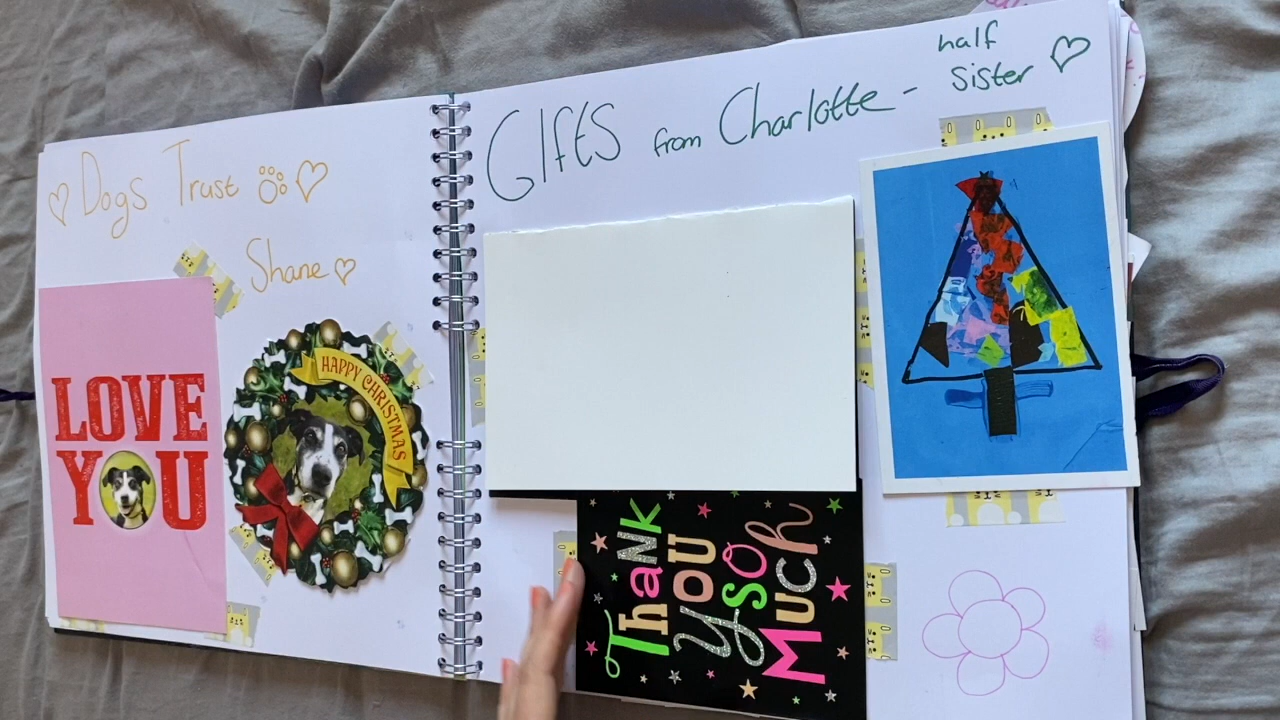 Dogs Trust
Shane
LOVE
YOU
HAPPY CHRISTMAS
GIftS from Charlotte - half
sister
Thank
You
So
Much